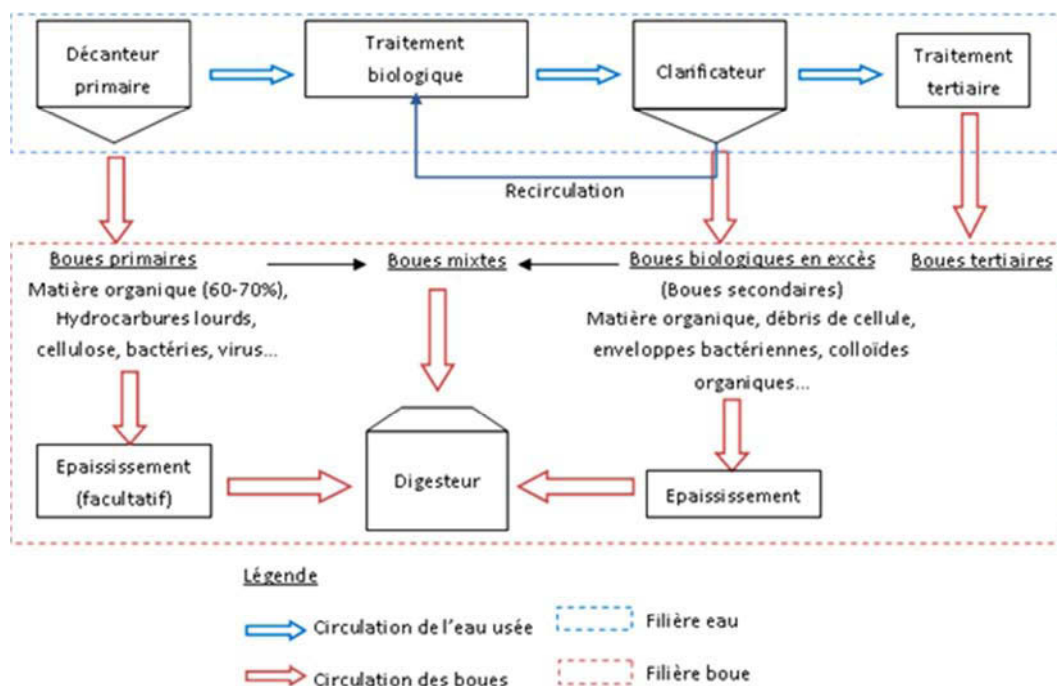 Décanteur
primaire
Traitement
biologique
Clarificateur
Traitement
tertiaire
Recirculation
Boues primaires
Matière organique (60-70%),
Hydrocarbures lourds,
cellulose, bactéries, virus...
Boues mixtes
Boues biologiques en excès
(Boues secondaires)
Matière organique, débris de cellule,
enveloppes bactériennes, colloïdes
organiques...
Boues tertiaires
Epaississement
(facultatif)
Digesteur
Epaississement
Légende
Circulation de l'eau usée
Filière eau
Circulation des boues
Filière boue